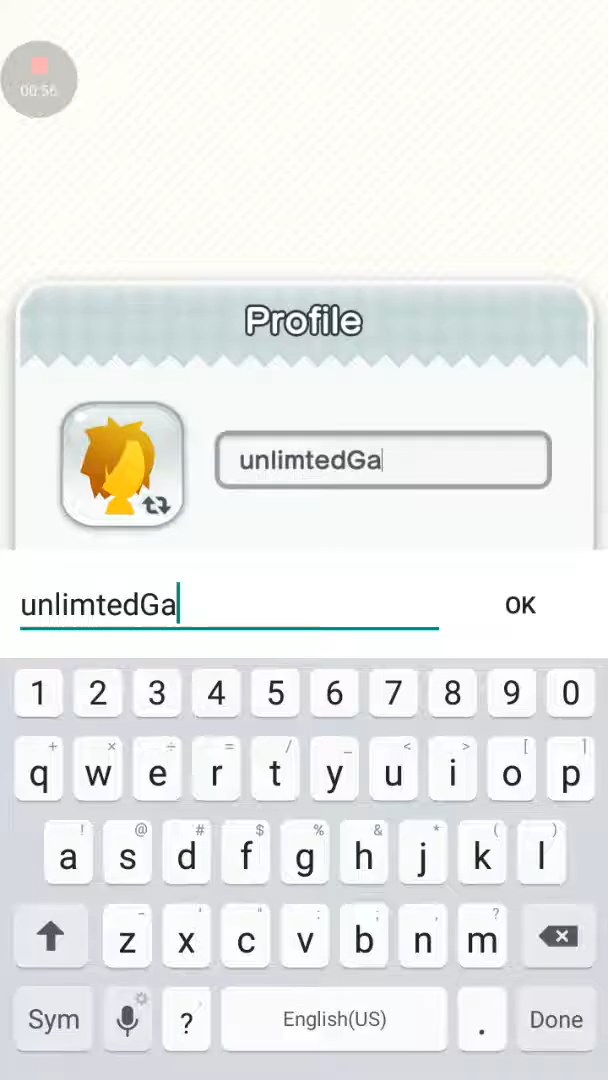 00:56
Profile
unlimtedGa
unlimtedGa
OK
1 2 3 4 5 6 7 8 9 0
+ × ÷ = / _ < > [ ]
q w e r t y u i o p
! @ # $ % & * ( )
a s d f g h j k l
- ' " : ; , ?
z x c v b n m
Sym ? English(US) . Done